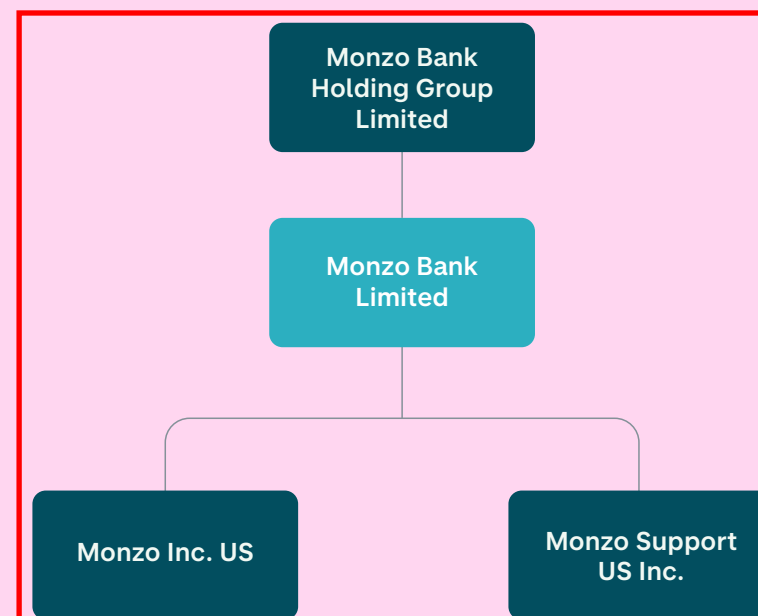 Monzo Bank
Holding Group
Limited
Monzo Bank
Limited
Monzo Inc. US
Monzo Support
US Inc.